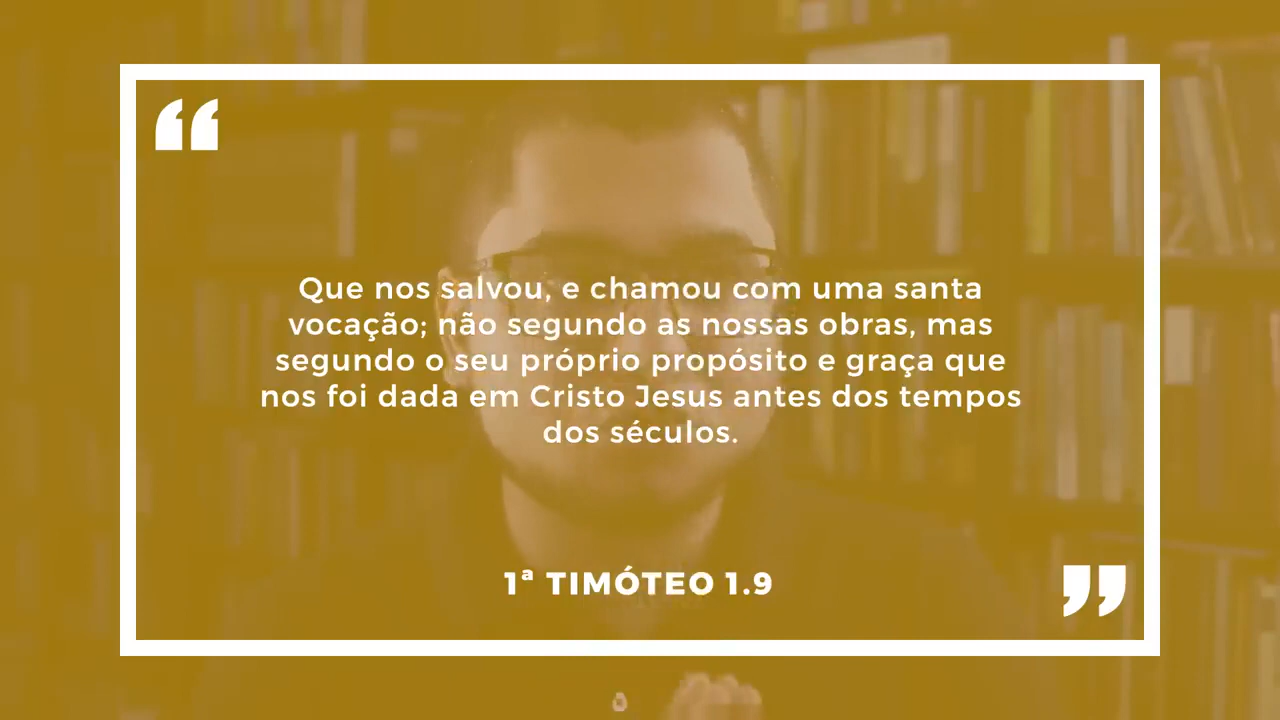 “
Que nos salvou, e chamou com uma santa
vocação; não segundo as nossas obras, mas
segundo o seu próprio propósito e graça que
nos foi dada em Cristo Jesus antes dos tempos
dos séculos.
1ª TIMÓTEO 1.9
”